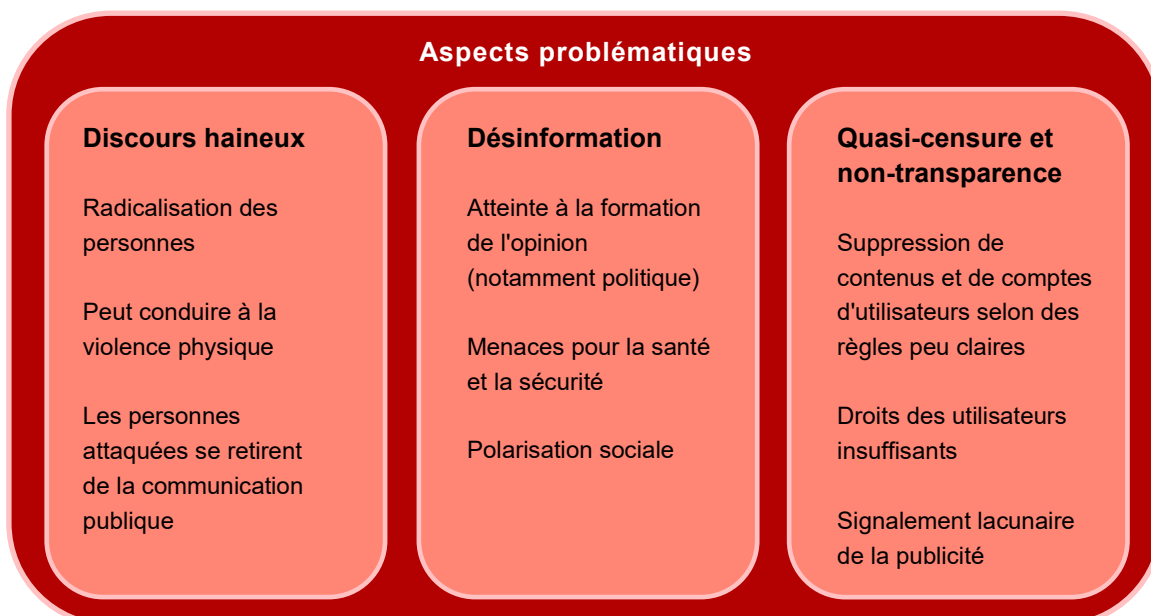 Aspects problématiques
Discours haineux
Radicalisation des
personnes
Peut conduire à la
violence physique
Les personnes
attaquées se retirent
de la communication
publique
Désinformation
Atteinte à la formation
de l'opinion
(notamment politique)
Menaces pour la santé
et la sécurité
Polarisation sociale
Quasi-censure et
non-transparence
Suppression de
contenus et de comptes
d'utilisateurs selon des
règles peu claires
Droits des utilisateurs
insuffisants
Signalement lacunaire
de la publicité